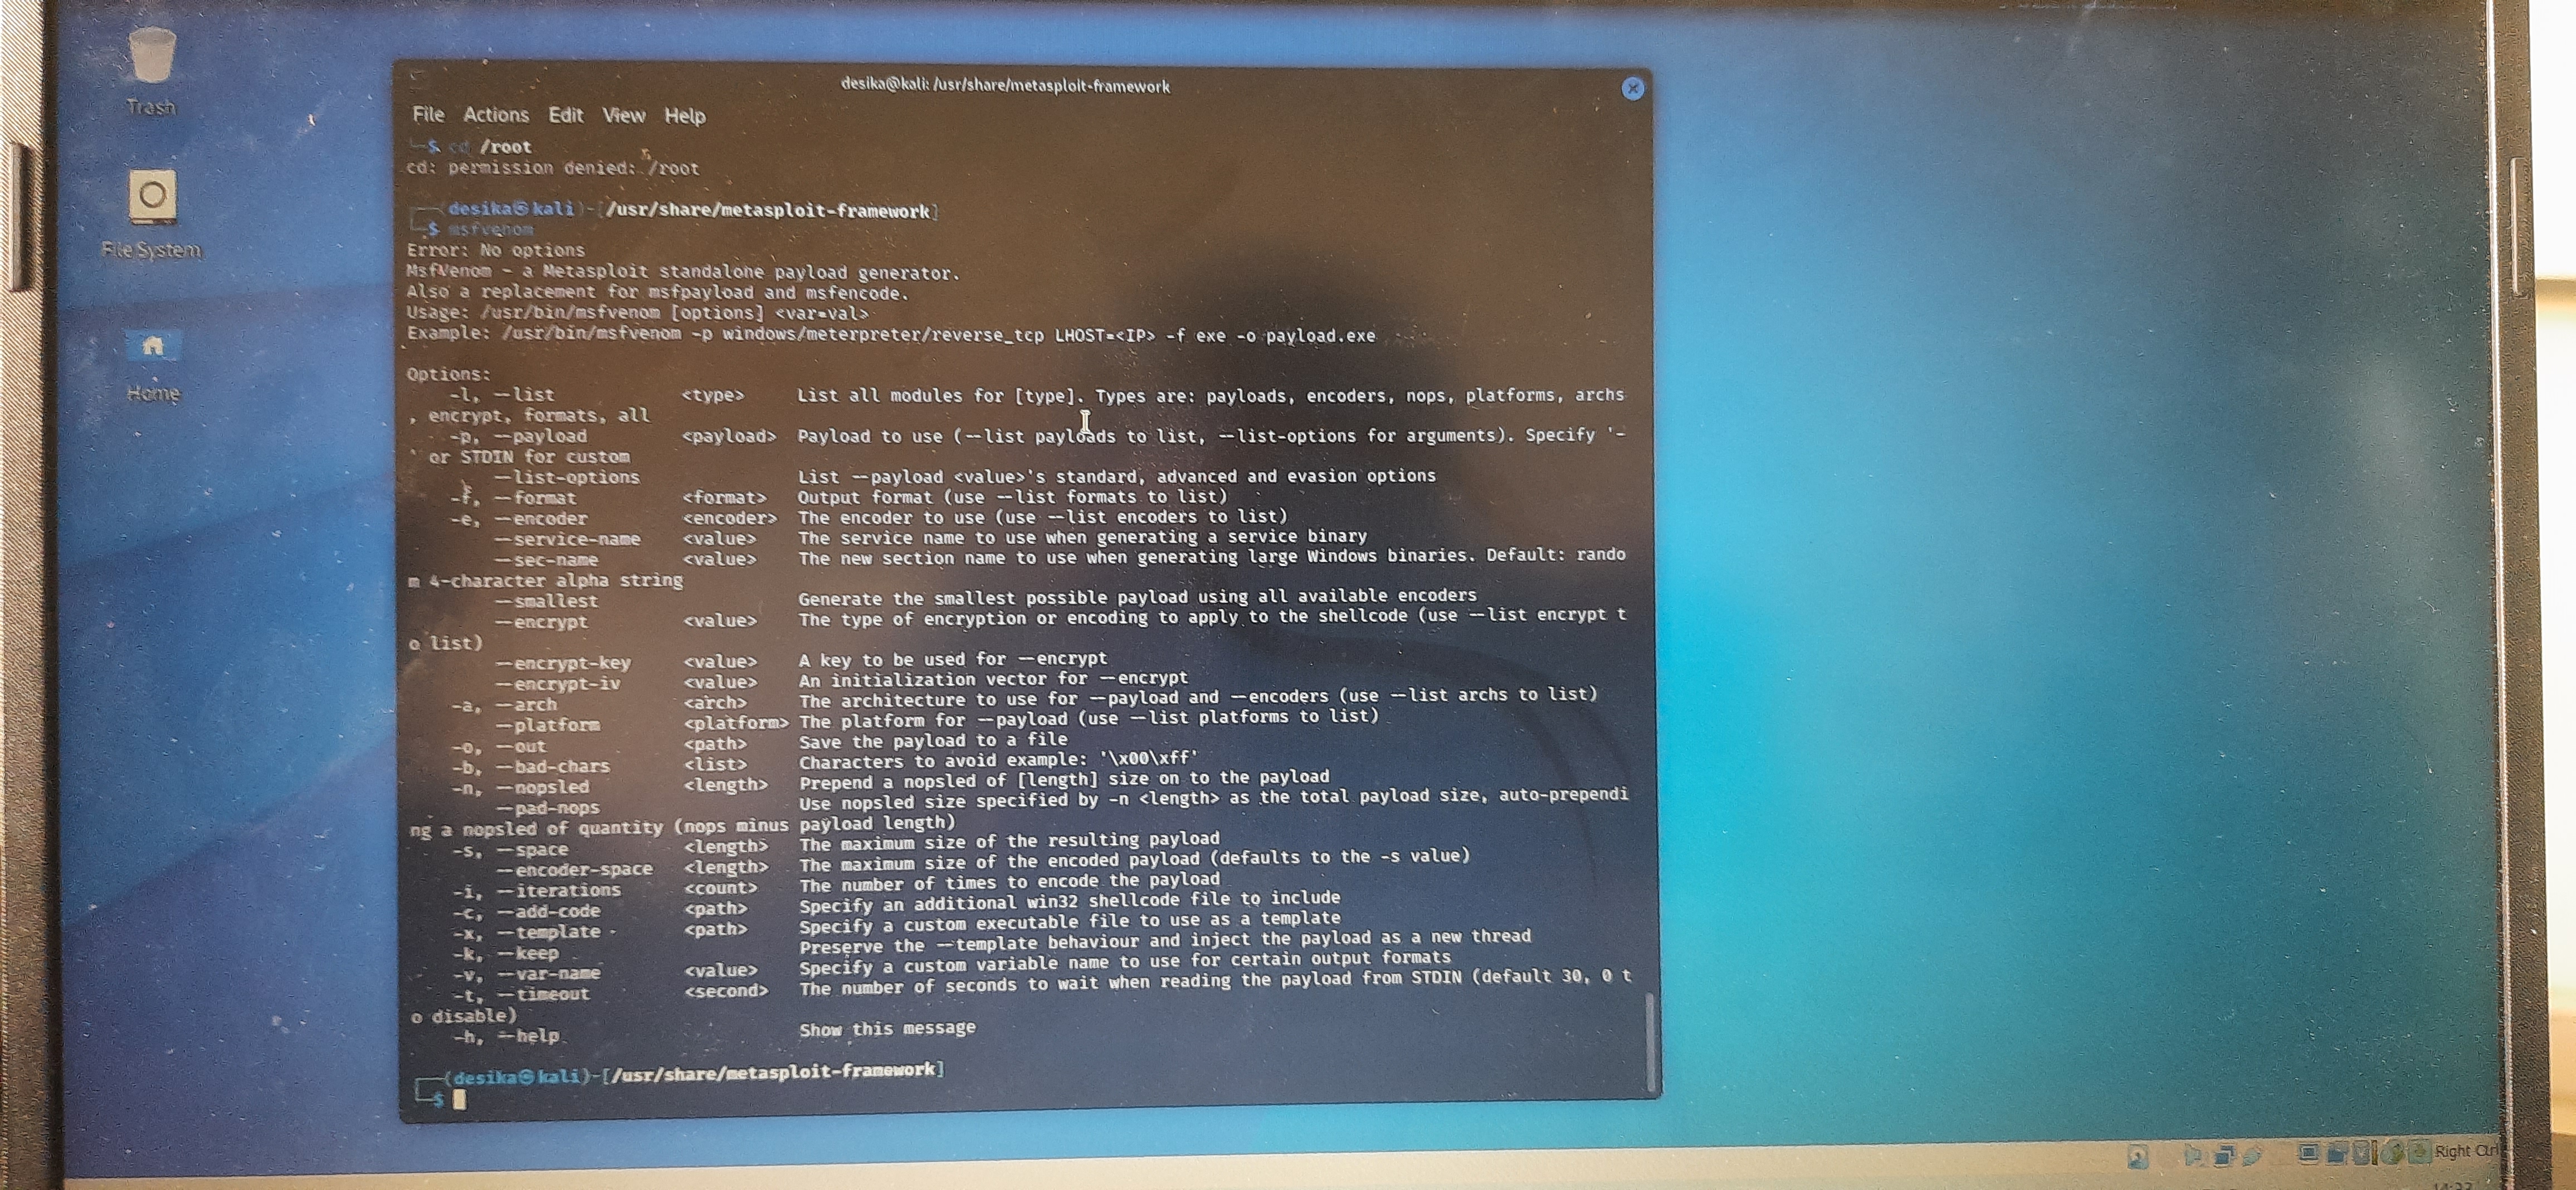 Trash
File System
Home
desika@kali: /usr/share/metasploit-framework
File Actions Edit View Help
└─$ cd /root
cd: permission denied: /root
┌──(desika㉿kali)-[/usr/share/metasploit-framework]
└─$ msfvenom
Error: No options
MsfVenom - a Metasploit standalone payload generator.
Also a replacement for msfpayload and msfencode.
Usage: /usr/bin/msfvenom [options] <var=val>
Example: /usr/bin/msfvenom -p windows/meterpreter/reverse_tcp LHOST=<IP> -f exe -o payload.exe
Options:
-l, --list <type> List all modules for [type]. Types are: payloads, encoders, nops, platforms, archs
, encrypt, formats, all
-p, --payload <payload> Payload to use (--list payloads to list, --list-options for arguments). Specify '-
' or STDIN for custom
--list-options List --payload <value>'s standard, advanced and evasion options
-f, --format <format> Output format (use --list formats to list)
-e, --encoder <encoder> The encoder to use (use --list encoders to list)
--service-name <value> The service name to use when generating a service binary
--sec-name <value> The new section name to use when generating large Windows binaries. Default: rando
m 4-character alpha string
--smallest Generate the smallest possible payload using all available encoders
--encrypt <value> The type of encryption or encoding to apply to the shellcode (use --list encrypt t
o list)
--encrypt-key <value> A key to be used for --encrypt
--encrypt-iv <value> An initialization vector for --encrypt
-a, --arch <arch> The architecture to use for --payload and --encoders (use --list archs to list)
--platform <platform> The platform for --payload (use --list platforms to list)
-o, --out <path> Save the payload to a file
-b, --bad-chars <list> Characters to avoid example: '\x00\xff'
-n, --nopsled <length> Prepend a nopsled of [length] size on to the payload
--pad-nops Use nopsled size specified by -n <length> as the total payload size, auto-prependi
ng a nopsled of quantity (nops minus payload length)
-s, --space <length> The maximum size of the resulting payload
--encoder-space <length> The maximum size of the encoded payload (defaults to the -s value)
-i, --iterations <count> The number of times to encode the payload
-c, --add-code <path> Specify an additional win32 shellcode file to include
-x, --template <path> Specify a custom executable file to use as a template
-k, --keep Preserve the --template behaviour and inject the payload as a new thread
-v, --var-name <value> Specify a custom variable name to use for certain output formats
-t, --timeout <second> The number of seconds to wait when reading the payload from STDIN (default 30, 0 t
o disable)
-h, --help Show this message
┌──(desika㉿kali)-[/usr/share/metasploit-framework]
└─$
Right Ctrl